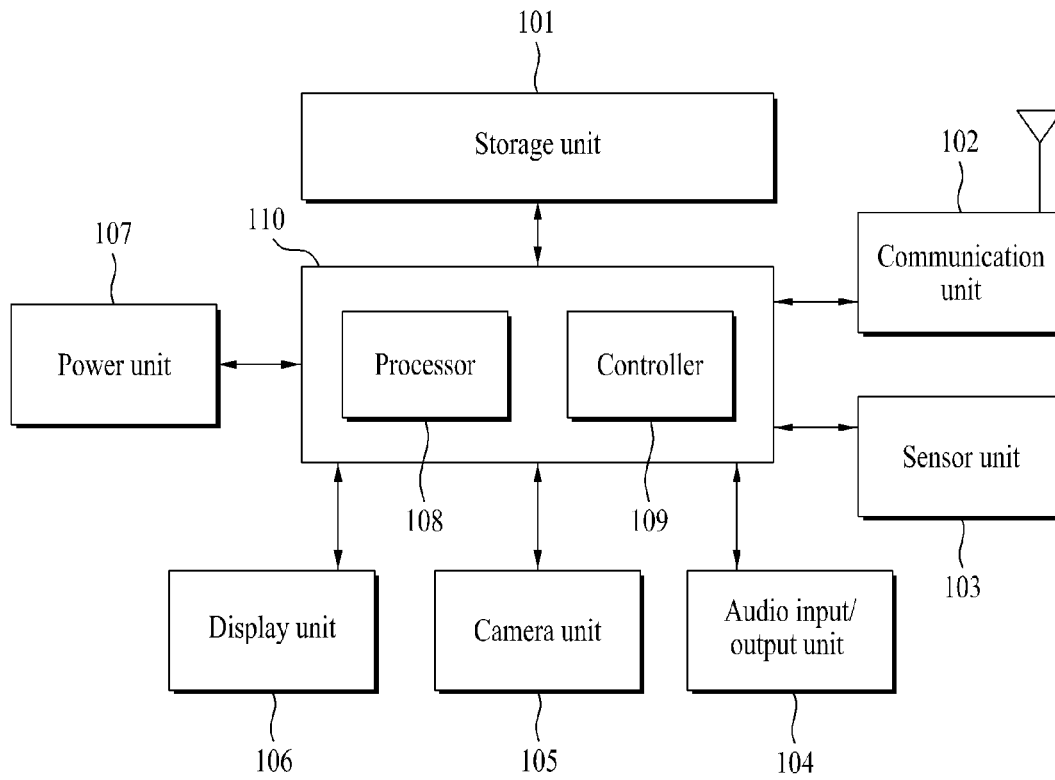 101
Storage unit
102
Communication
unit
110
107
Power unit
Processor
Controller
108
109
Sensor unit
103
Display unit
Camera unit
Audio input/
output unit
106
105
104